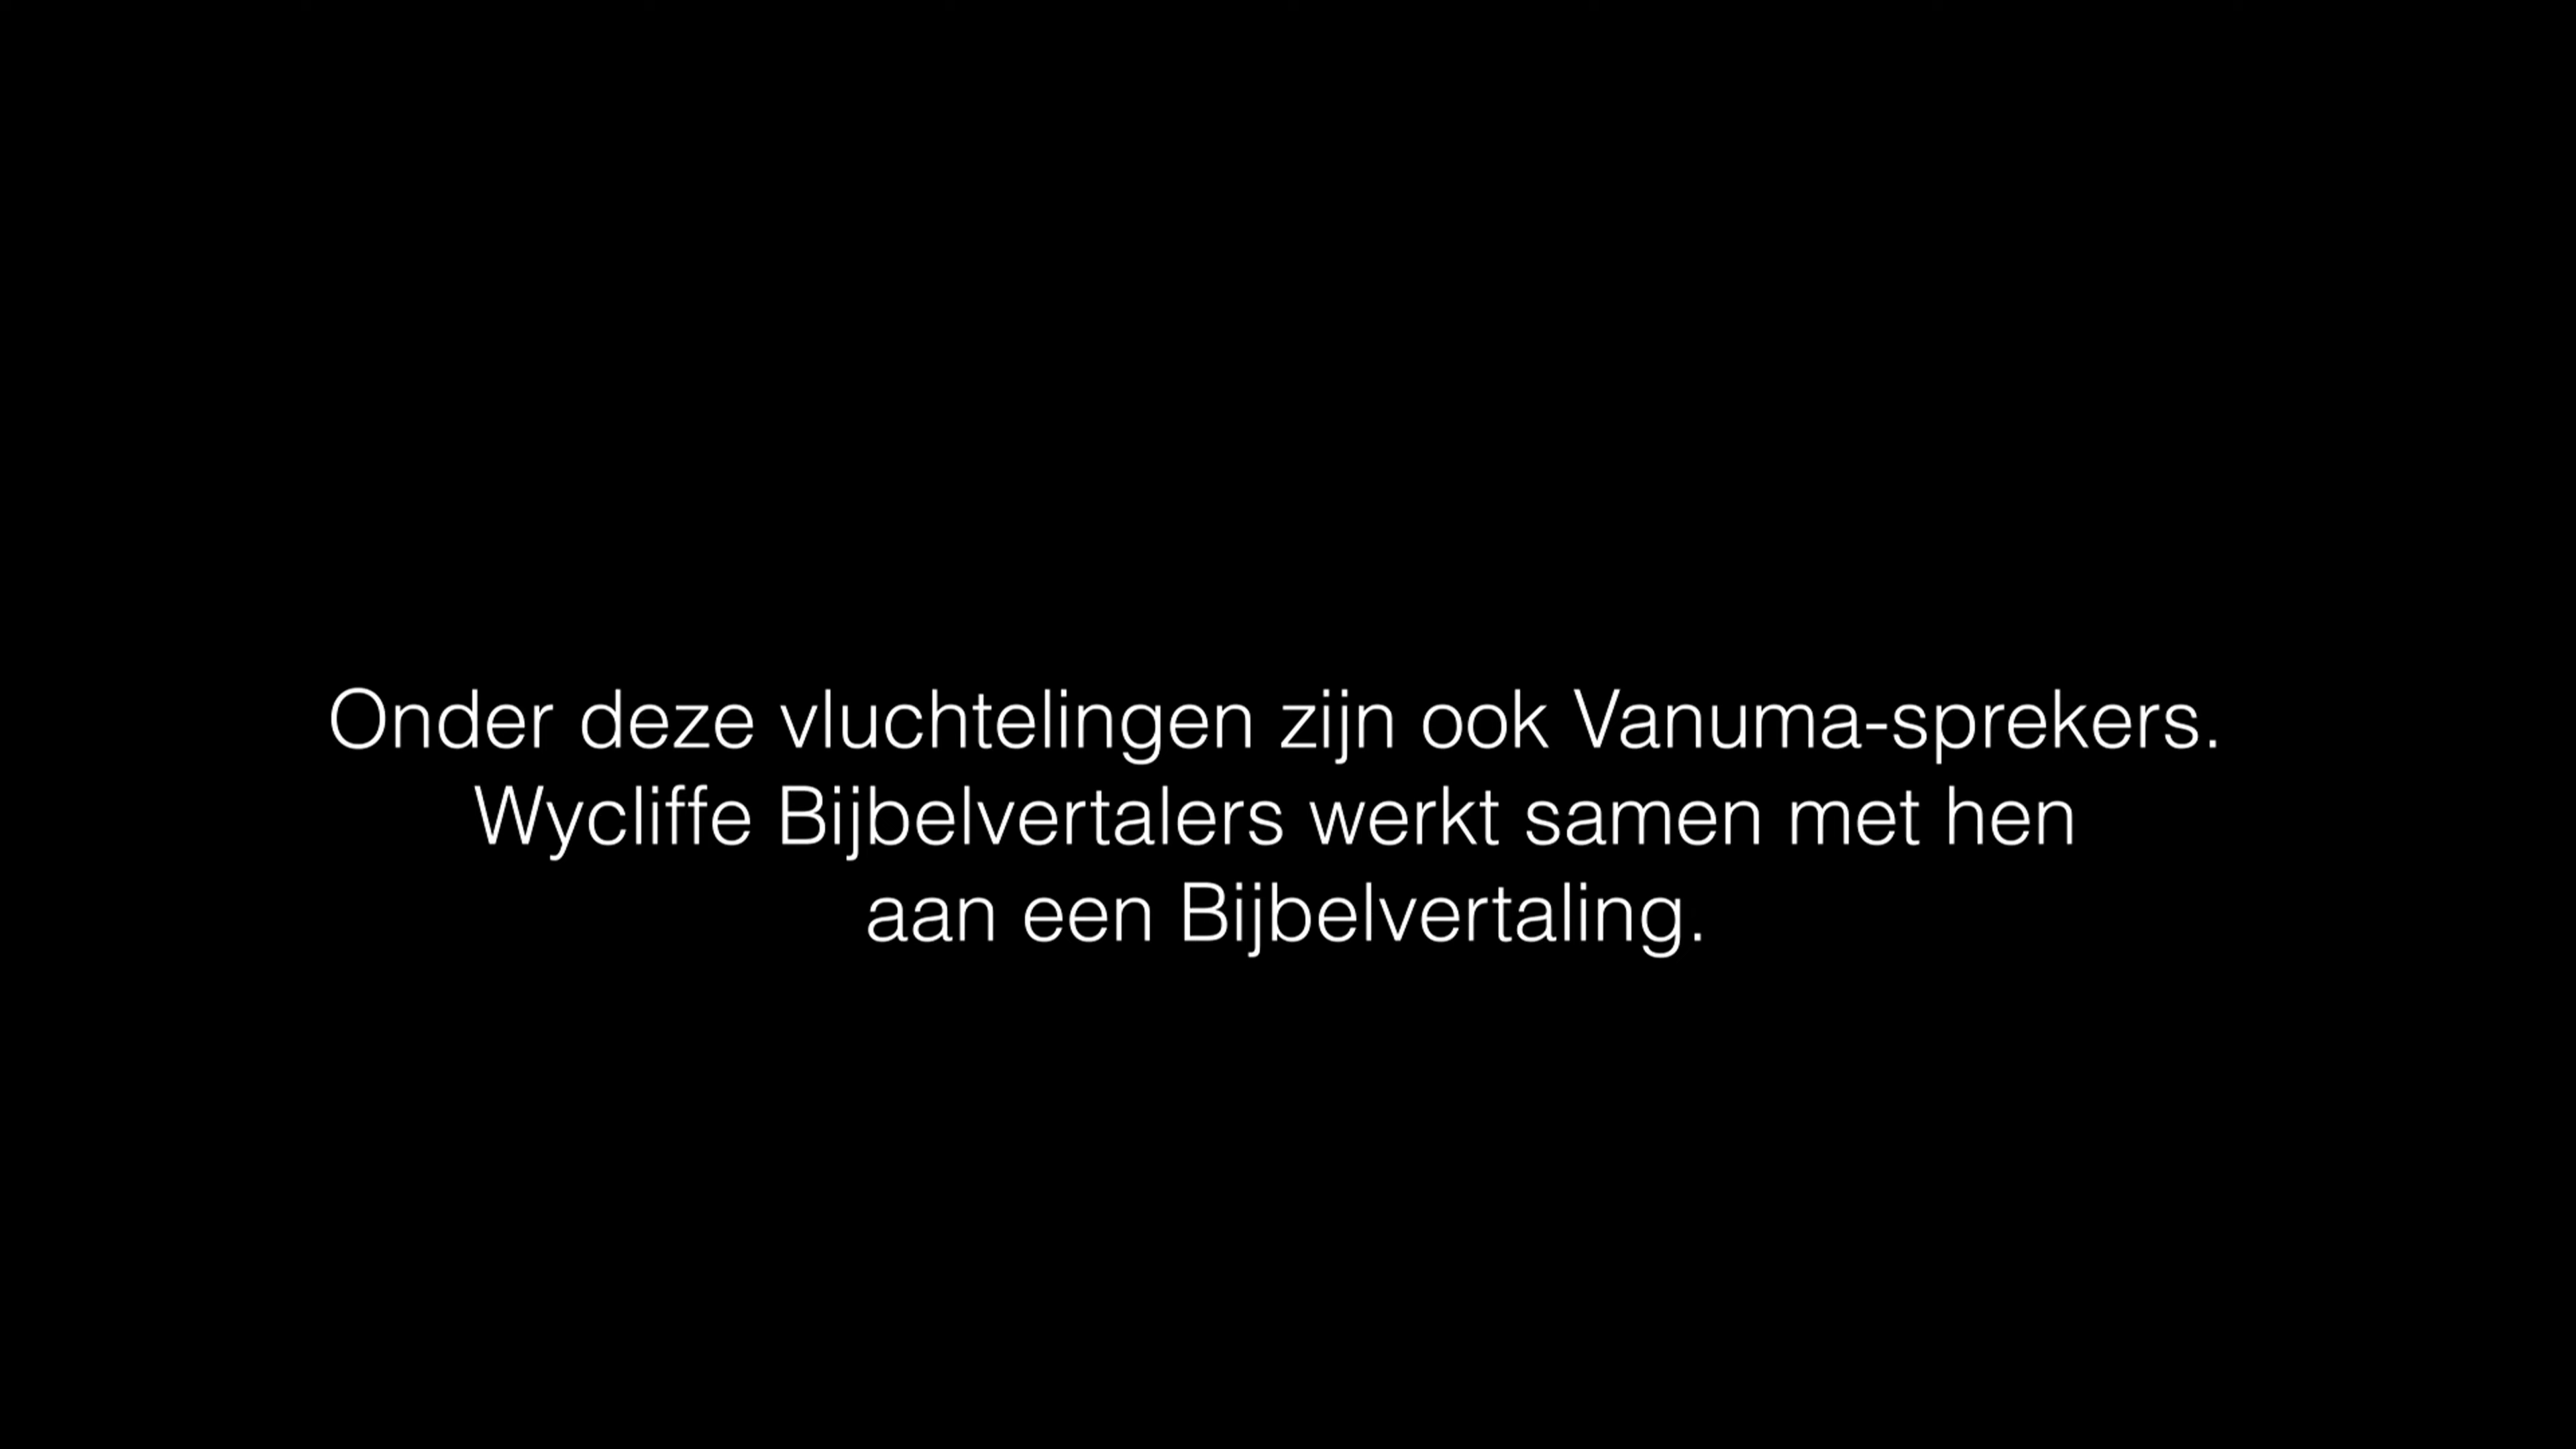 Onder deze vluchtelingen zijn ook Vanuma-sprekers.
Wycliffe Bijbelvertalers werkt samen met hen
aan een Bijbelvertaling.